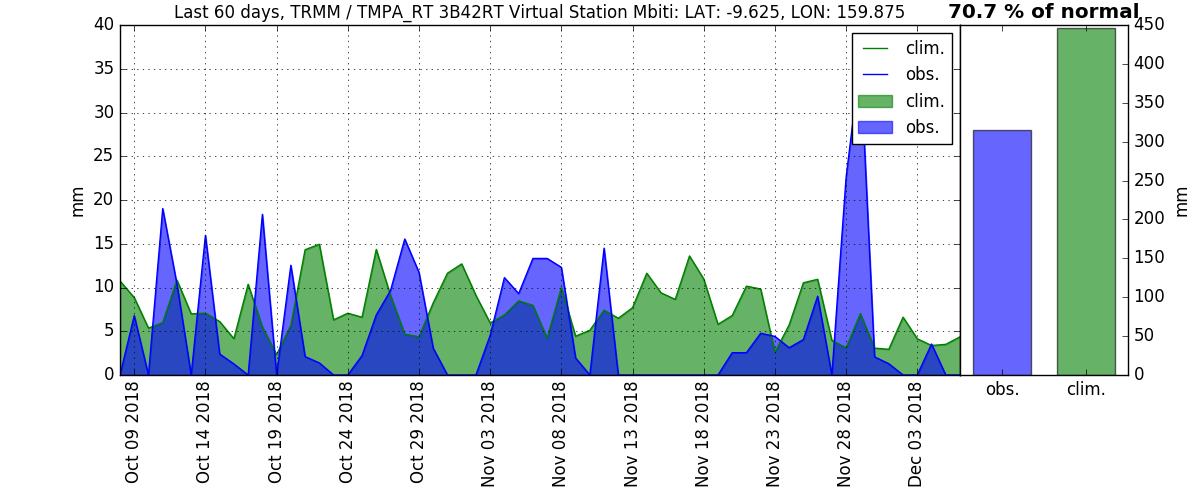 Last 60 days, TRMM / TMPA_RT 3B42RT Virtual Station Mbiti: LAT: -9.625, LON: 159.875
70.7 % of normal
mm
40
35
30
25
20
15
10
5
0
clim.
obs.
clim.
obs.
Oct 09 2018
Oct 14 2018
Oct 19 2018
Oct 24 2018
Oct 29 2018
Nov 03 2018
Nov 08 2018
Nov 13 2018
Nov 18 2018
Nov 23 2018
Nov 28 2018
Dec 03 2018
obs.
clim.
450
400
350
300
250
200
150
100
50
0
mm